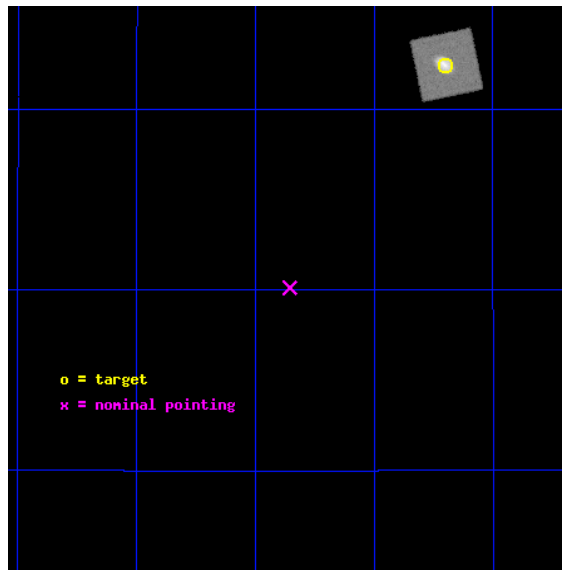 o = target
x = nominal pointing